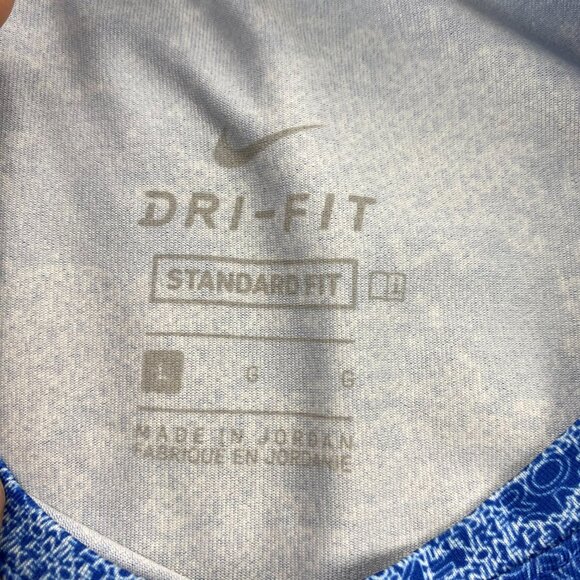 DRI-FIT
STANDARD FIT
L G G
MADE IN JORDAN
FABRIQUE EN JORDANIE